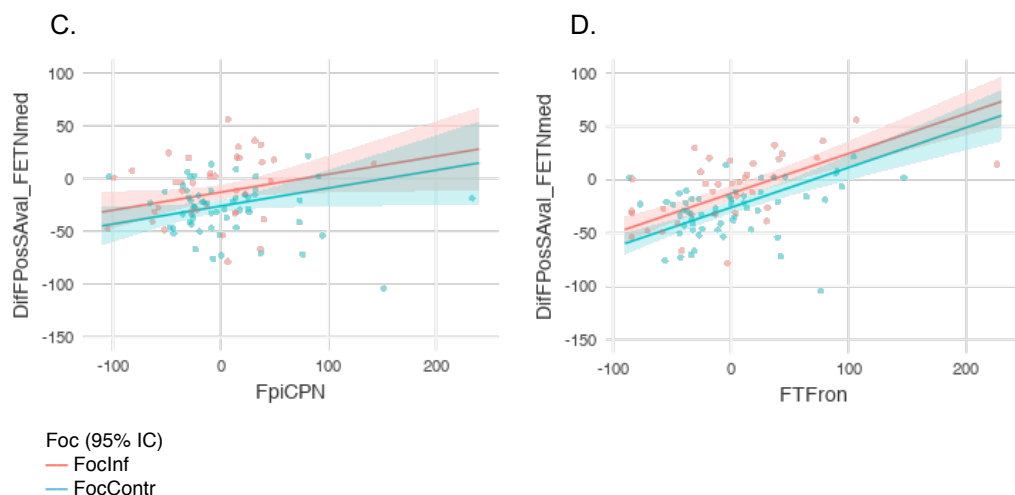 C.
D.
DifFPosSAval_FETNmed
100
50
0
-50
-100
-150
-100
0
100
200
FpiCPN
DifFPosSAval_FETNmed
100
50
0
-50
-100
-150
-100
0
100
200
FTFron
Foc (95% IC)
FocInf
FocContr